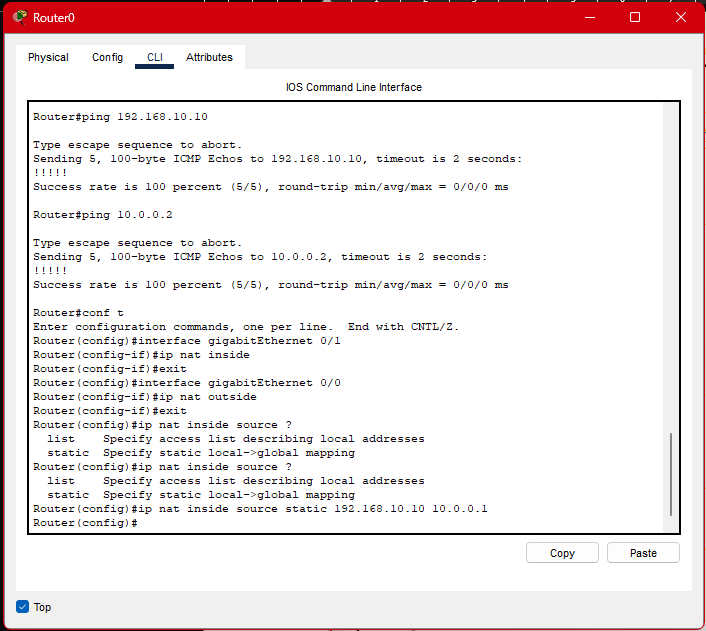 Router0
Physical Config CLI Attributes
IOS Command Line Interface
Router#ping 192.168.10.10
Type escape sequence to abort.
Sending 5, 100-byte ICMP Echos to 192.168.10.10, timeout is 2 seconds:
!!!!!
Success rate is 100 percent (5/5), round-trip min/avg/max = 0/0/0 ms
Router#ping 10.0.0.2
Type escape sequence to abort.
Sending 5, 100-byte ICMP Echos to 10.0.0.2, timeout is 2 seconds:
!!!!!
Success rate is 100 percent (5/5), round-trip min/avg/max = 0/0/0 ms
Router#conf t
Enter configuration commands, one per line.  End with CNTL/Z.
Router(config)#interface gigabitEthernet 0/1
Router(config-if)#ip nat inside
Router(config-if)#exit
Router(config)#interface gigabitEthernet 0/0
Router(config-if)#ip nat outside
Router(config-if)#exit
Router(config)#ip nat inside source ?
  list    Specify access list describing local addresses
  static  Specify static local->global mapping
Router(config)#ip nat inside source ?
  list    Specify access list describing local addresses
  static  Specify static local->global mapping
Router(config)#ip nat inside source static 192.168.10.10 10.0.0.1
Router(config)#
Copy Paste
Top